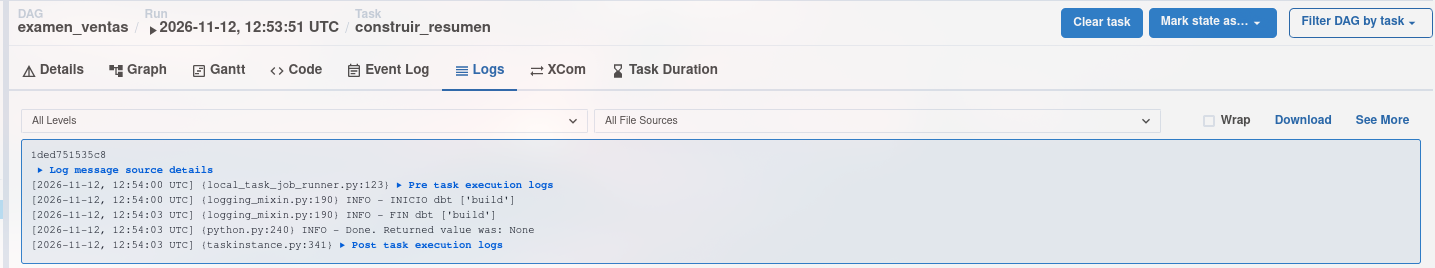 DAG
examen_ventas
/
Run
2026-11-12, 12:53:51 UTC
/
Task
construir_resumen
Clear task
Mark state as...
Filter DAG by task
Details
Graph
Gantt
Code
Event Log
Logs
XCom
Task Duration
All Levels
All File Sources
Wrap
Download
See More
1ded751535c8
Log message source details
[2026-11-12, 12:54:00 UTC] {local_task_job_runner.py:123} ▶ Pre task execution logs
[2026-11-12, 12:54:00 UTC] {logging_mixin.py:190} INFO - INICIO dbt ['build']
[2026-11-12, 12:54:03 UTC] {logging_mixin.py:190} INFO - FIN dbt ['build']
[2026-11-12, 12:54:03 UTC] {python.py:240} INFO - Done. Returned value was: None
[2026-11-12, 12:54:03 UTC] {taskinstance.py:341} ▶ Post task execution logs